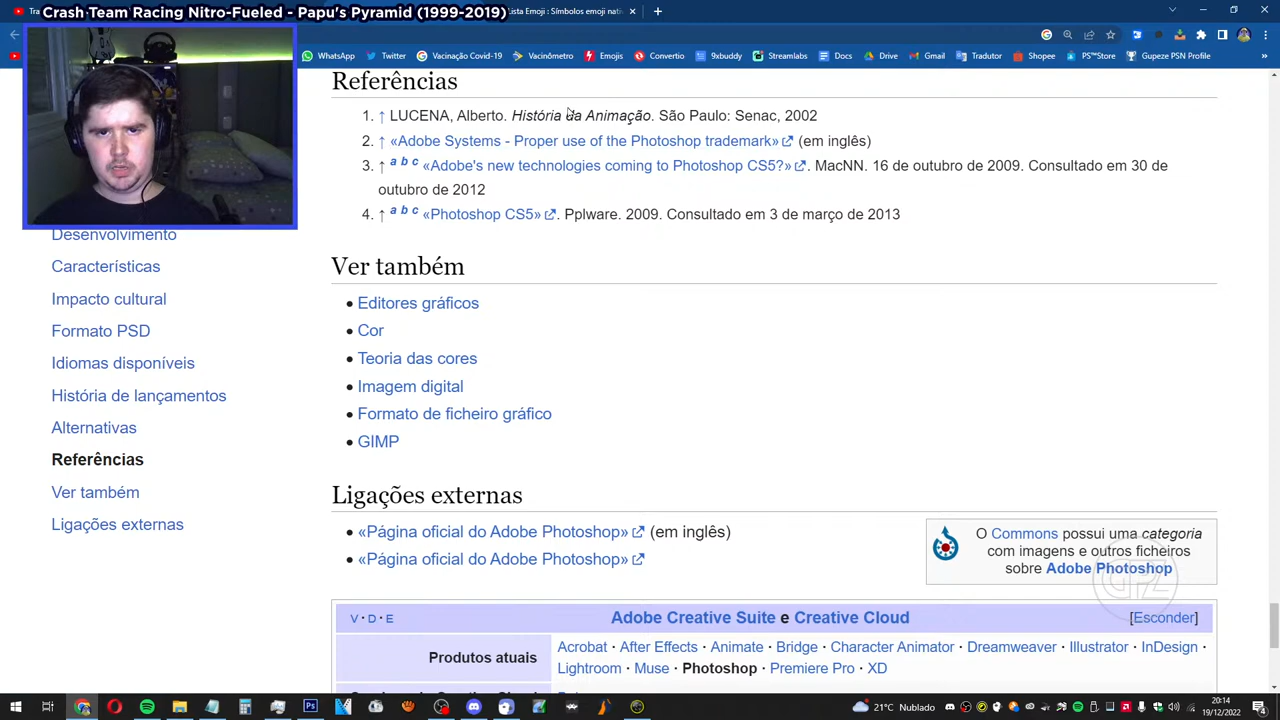 Crash Team Racing Nitro-Fueled - Papu's Pyramid (1999-2019)
Lista Emoji: Símbolos emoji nati
WhatsApp Twitter Vacinação Covid-19 Vacinômetro Emojis Convertio 9xbuddy Streamlabs Docs Drive Gmail Tradutor Shopee PS™Store Gupeze PSN Profile
Referências
1. ↑ LUCENA, Alberto. História da Animação. São Paulo: Senac, 2002
2. ↑ «Adobe Systems - Proper use of the Photoshop trademark» (em inglês)
3. ↑ a b c «Adobe's new technologies coming to Photoshop CS5?». MacNN. 16 de outubro de 2009. Consultado em 30 de
outubro de 2012
4. ↑ a b c «Photoshop CS5». Pplware. 2009. Consultado em 3 de março de 2013
Desenvolvimento
Características
Impacto cultural
Formato PSD
Idiomas disponíveis
História de lançamentos
Alternativas
Referências
Ver também
Ligações externas
Ver também
Editores gráficos
Cor
Teoria das cores
Imagem digital
Formato de ficheiro gráfico
GIMP
Ligações externas
«Página oficial do Adobe Photoshop» (em inglês)
«Página oficial do Adobe Photoshop»
O Commons possui uma categoria
com imagens e outros ficheiros
sobre Adobe Photoshop
GPZ
V · D · E
Adobe Creative Suite e Creative Cloud
[Esconder]
Produtos atuais
Acrobat · After Effects · Animate · Bridge · Character Animator · Dreamweaver · Illustrator · InDesign ·
Lightroom · Muse · Photoshop · Premiere Pro · XD
21°C Nublado
20:14
19/12/2022